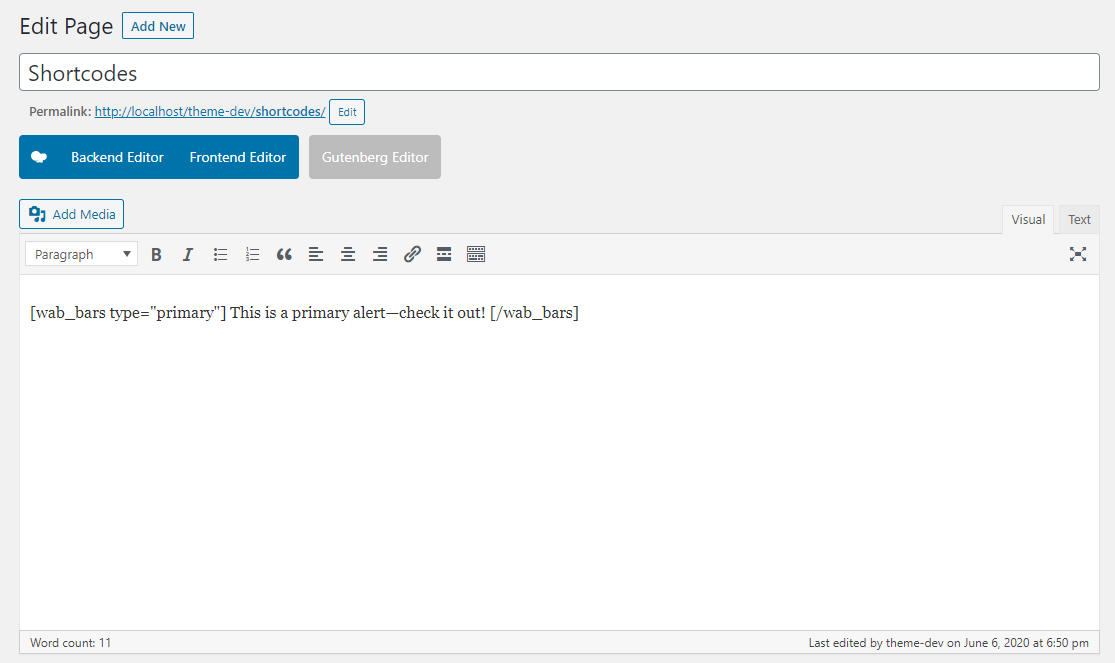 Edit Page Add New
Shortcodes
Permalink: http://localhost/theme-dev/shortcodes/ Edit
Backend Editor Frontend Editor Gutenberg Editor
Add Media Visual Text
Paragraph
[wab_bars type="primary"] This is a primary alert—check it out! [/wab_bars]
Word count: 11 Last edited by theme-dev on June 6, 2020 at 6:50 pm